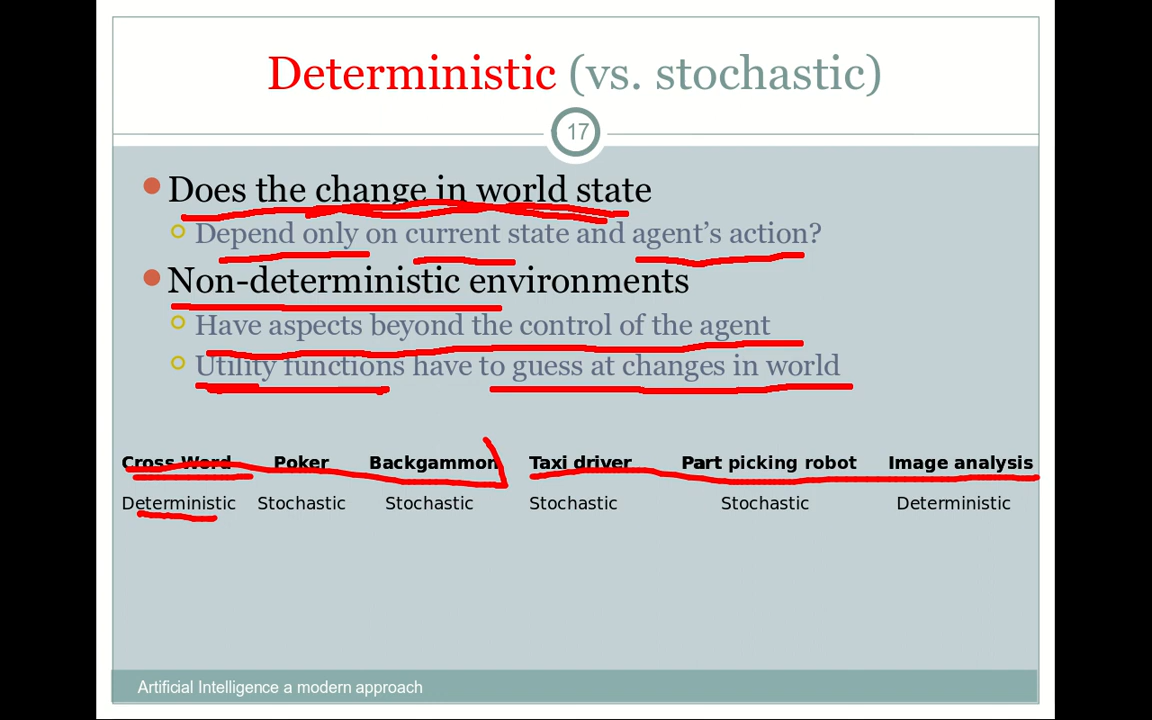 Deterministic (vs. stochastic)
17
Does the change in world state
Depend only on current state and agent's action?
Non-deterministic environments
Have aspects beyond the control of the agent
Utility functions have to guess at changes in world
Cross Word Poker Backgammon Taxi driver Part picking robot Image analysis
Deterministic Stochastic Stochastic Stochastic Stochastic Deterministic
Artificial Intelligence a modern approach